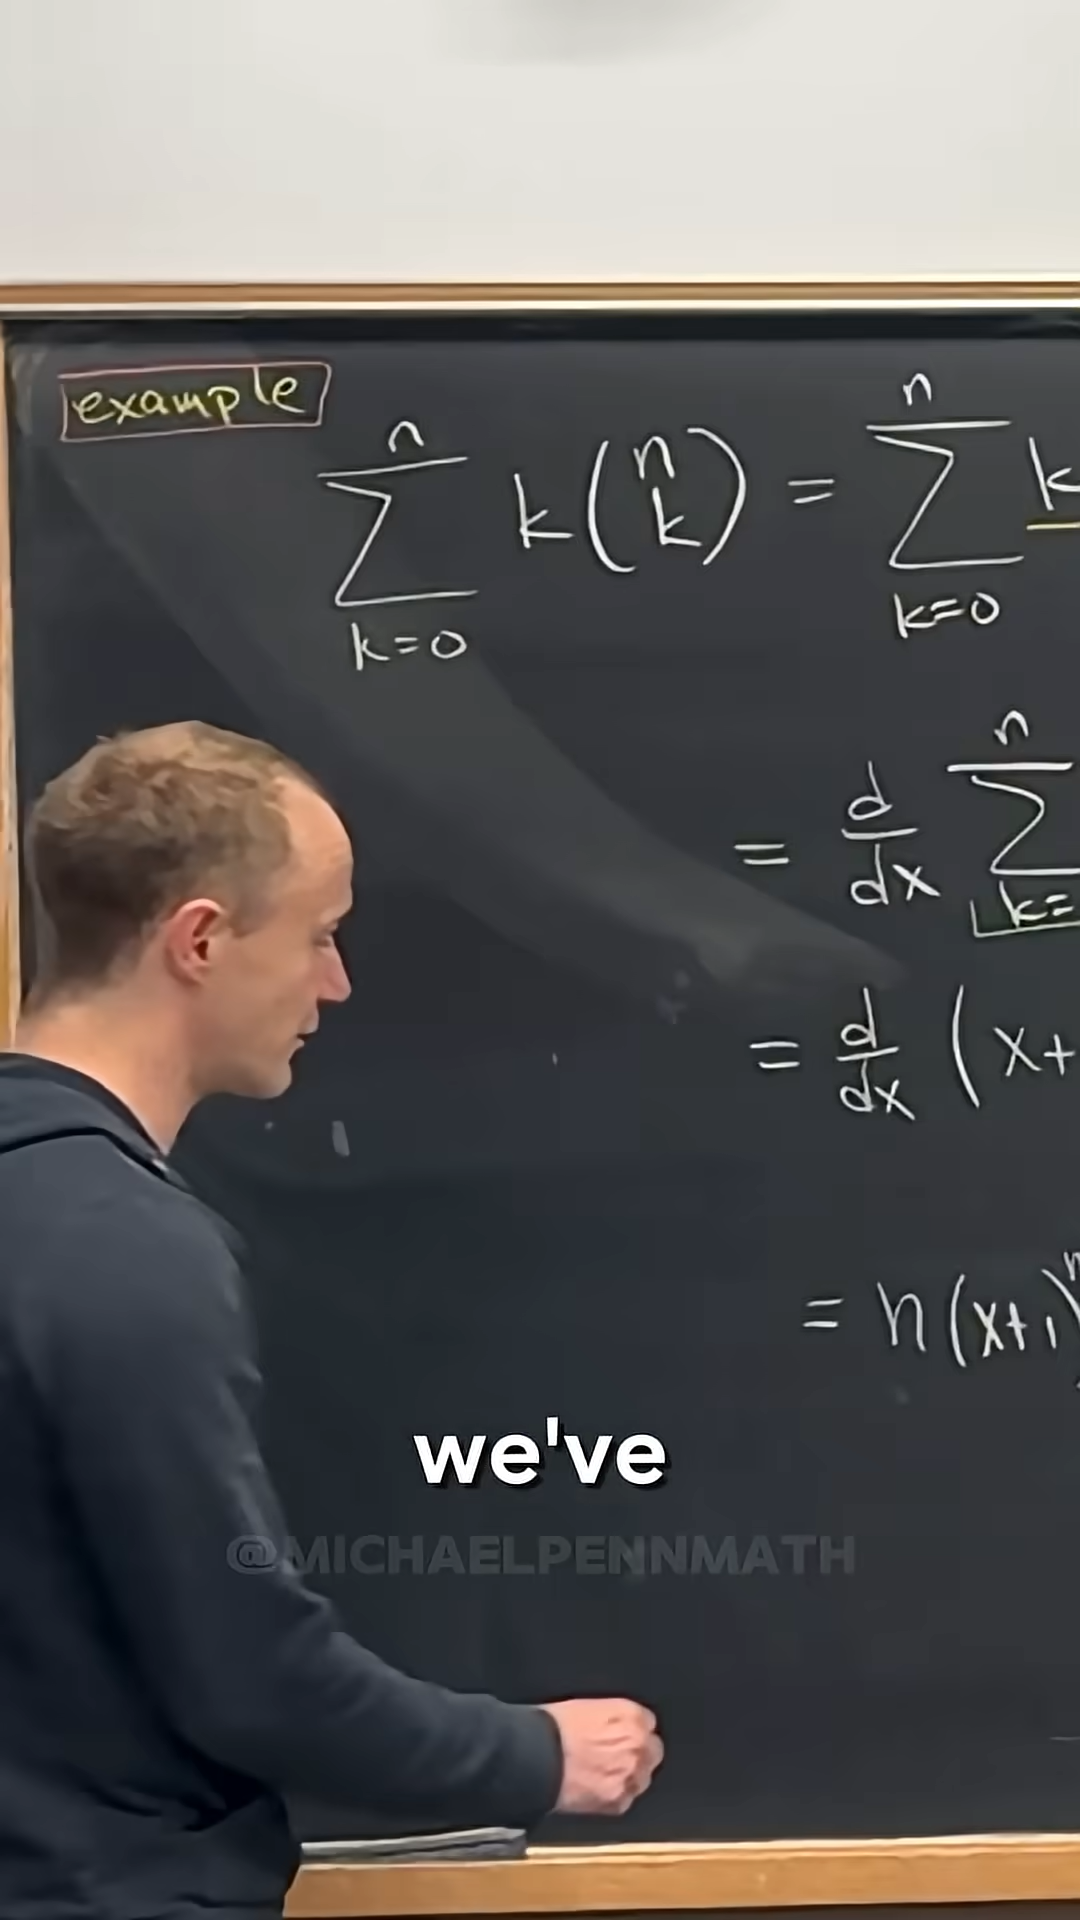 example
n n
∑ k(n k) = ∑ k
k=0 k=0
n
= d/dx ∑
k=
= d/dx (x+
= n(x+1)^n
we've
@MICHAELPENNMATH